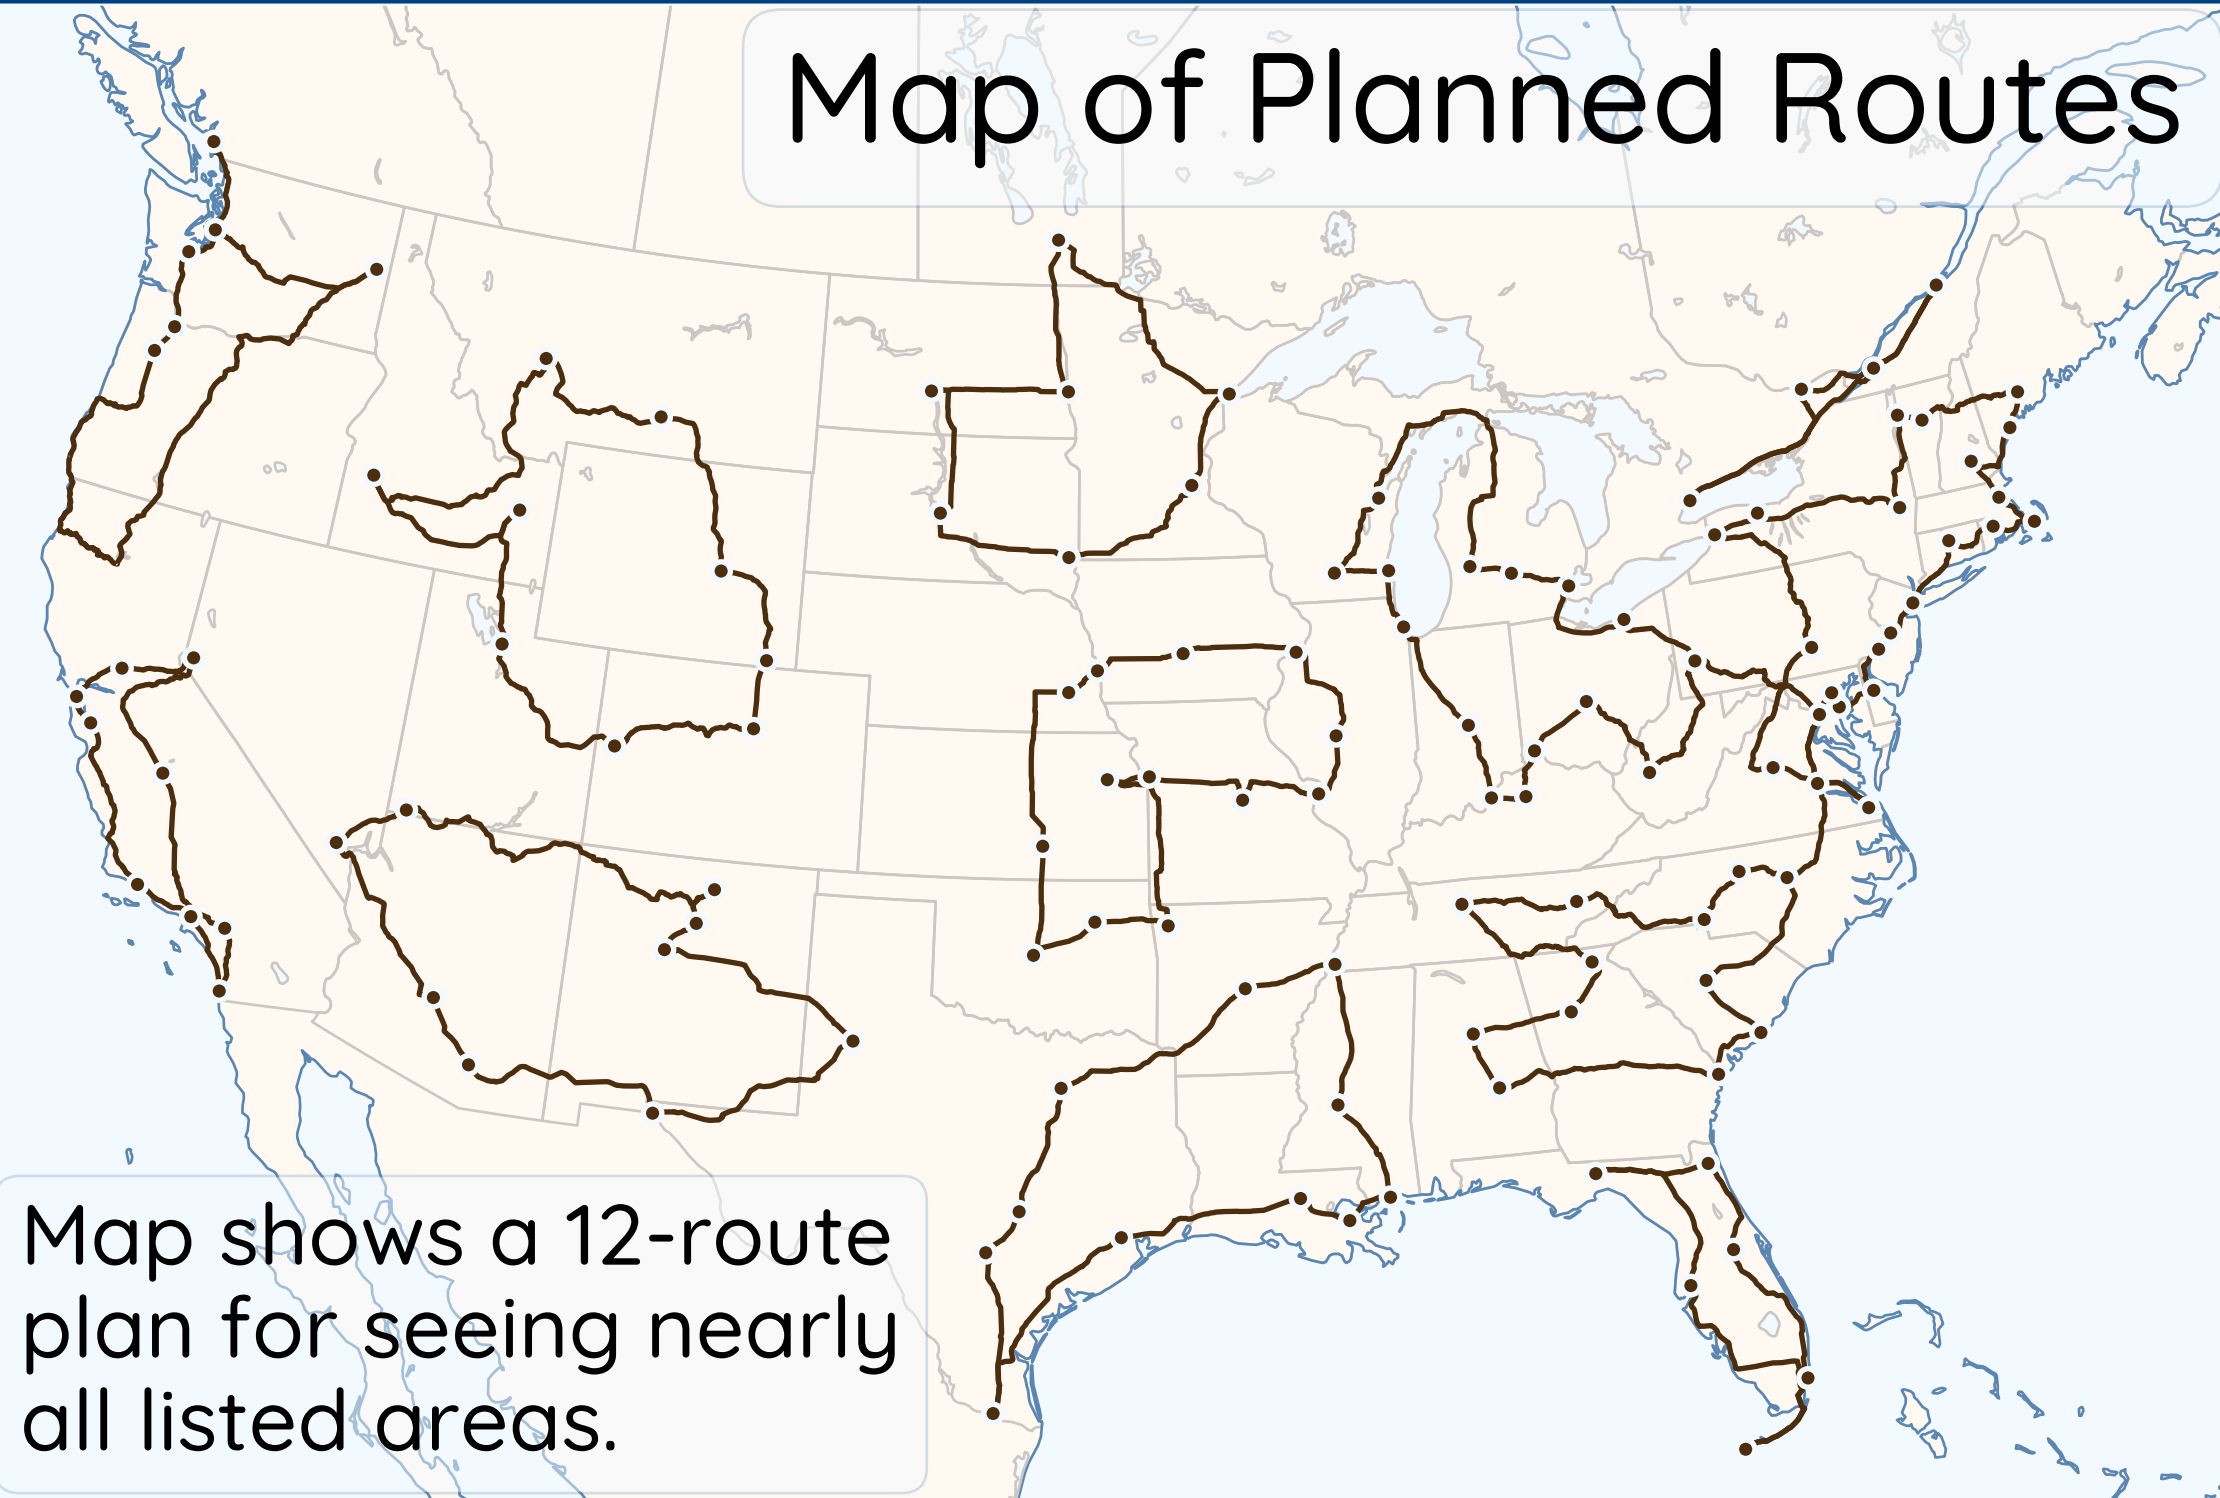 Map of Planned Routes
Map shows a 12-route
plan for seeing nearly
all listed areas.